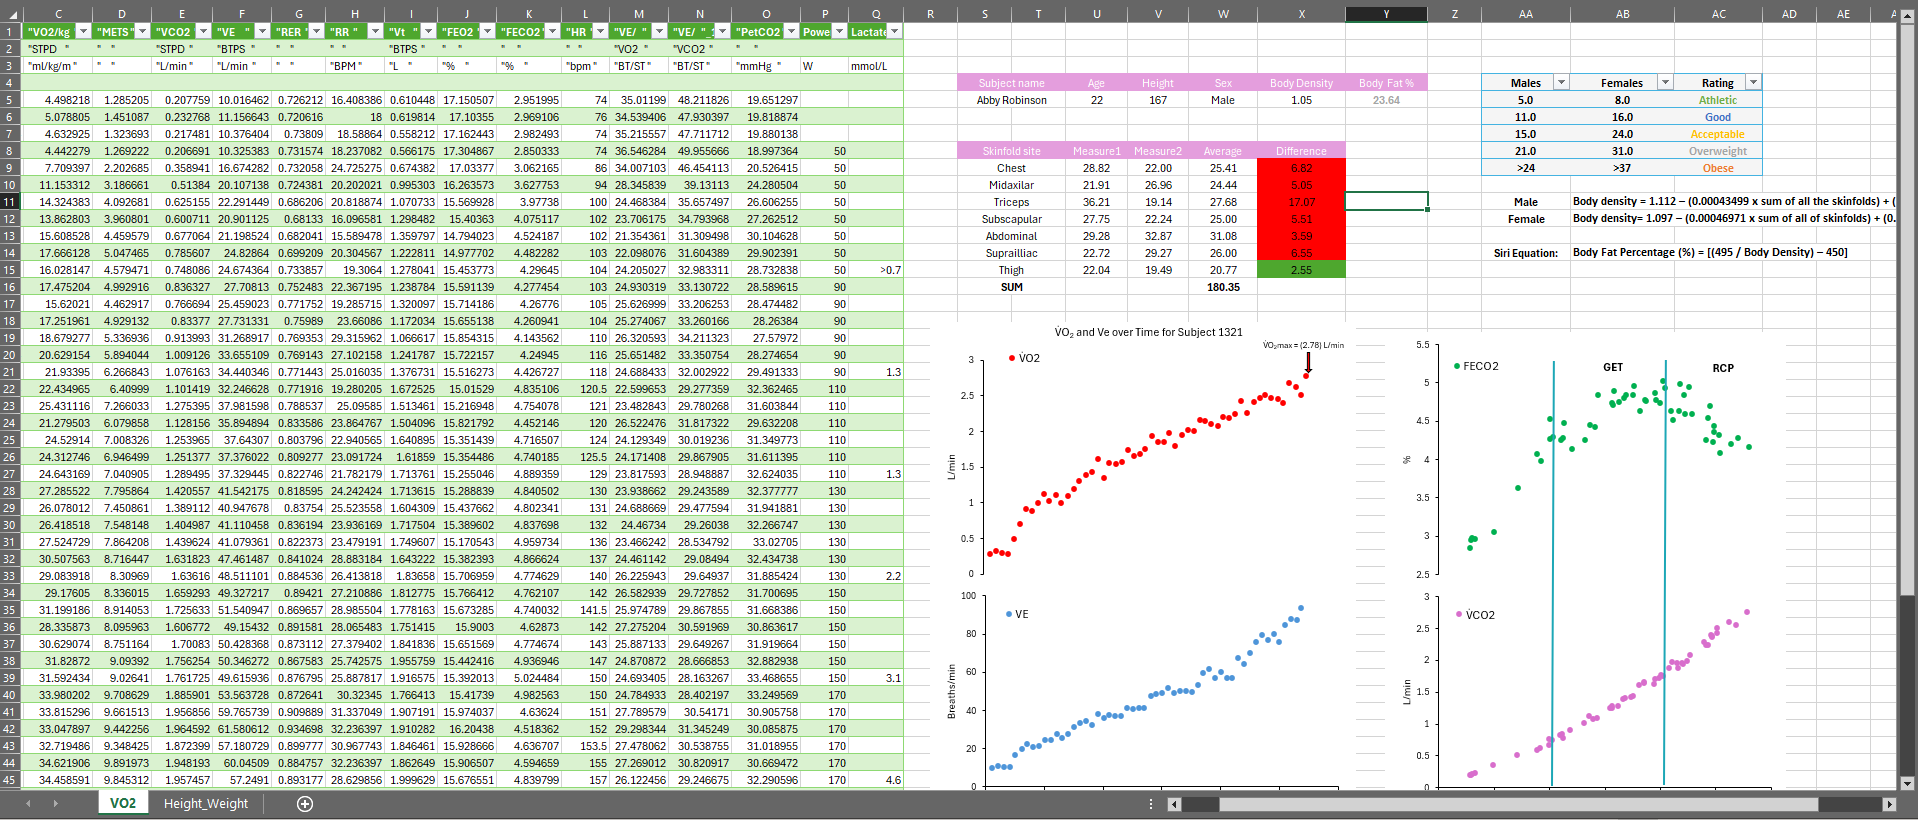 C D E F G H I J K L M N O P Q R S T U V W X Y Z AA AB AC AD AE A
1 "VO2/kg "METS" "VCO2 "VE " "RER " "RR " "Vt " "FEO2 " "FECO2" "HR " "VE/ " "VE/ "_ "PetCO2 Powe Lactate
2 "STPD " " " "STPD " "BTPS " " " " " "BTPS " " " " " " " "VO2 " "VCO2 " " "
3 "ml/kg/m" " " "L/min " "L/min " " " "BPM " "L " "% " "% " "bpm " "BT/ST" "BT/ST" "mmHg " W mmol/L
4 Subject name Age Height Sex Body Density Body Fat % Males Females Rating
5 4.498218 1.285205 0.207759 10.016462 0.726212 16.408386 0.610448 17.150507 2.951995 74 35.01199 48.211826 19.651297 Abby Robinson 22 167 Male 1.05 23.64 5.0 8.0 Athletic
6 5.078805 1.451087 0.232768 11.156643 0.720616 18 0.619814 17.10355 2.969106 76 34.539406 47.930397 19.818874 11.0 16.0 Good
7 4.632925 1.323693 0.217481 10.376404 0.73809 18.58864 0.558212 17.162443 2.982493 74 35.215557 47.711712 19.880138 15.0 24.0 Acceptable
8 4.442279 1.269222 0.206691 10.325383 0.731574 18.237082 0.566175 17.304867 2.850333 74 36.546284 49.955666 18.997364 50 Skinfold site Measure1 Measure2 Average Difference 21.0 31.0 Overweight
9 7.709397 2.202685 0.358941 16.674282 0.732058 24.725275 0.674382 17.03377 3.062165 86 34.007103 46.454113 20.526415 50 Chest 28.82 22.00 25.41 6.82 >24 >37 Obese
10 11.153312 3.186661 0.51384 20.107138 0.724381 20.202021 0.995303 16.263573 3.627753 94 28.345839 39.13113 24.280504 50 Midaxilar 21.91 26.96 24.44 5.05
11 14.324383 4.092681 0.625155 22.291449 0.686206 20.818874 1.070733 15.569928 3.97738 100 24.468384 35.657497 26.606255 50 Triceps 36.21 19.14 27.68 17.07 Male Body density = 1.112 – (0.00043499 x sum of all the skinfolds) + (
12 13.862803 3.960801 0.600711 20.901125 0.68133 16.096581 1.298482 15.40363 4.075117 102 23.706175 34.793968 27.262512 50 Subscapular 27.75 22.24 25.00 5.51 Female Body density= 1.097 – (0.00046971 x sum of all of skinfolds) + (0.
13 15.608528 4.459579 0.677064 21.198524 0.682041 15.589478 1.359797 14.794023 4.524187 102 21.354361 31.309498 30.104628 50 Abdominal 29.28 32.87 31.08 3.59
14 17.666128 5.047465 0.785607 24.82864 0.699209 20.304567 1.222811 14.977702 4.482282 103 22.098076 31.604389 29.902391 50 Suprailliac 22.72 29.27 26.00 6.55 Siri Equation: Body Fat Percentage (%) = [(495 / Body Density) – 450]
15 16.028147 4.579471 0.748086 24.674364 0.733857 19.3064 1.278041 15.453773 4.29645 104 24.205027 32.983311 28.732838 50 >0.7 Thigh 22.04 19.49 20.77 2.55
16 17.475204 4.992916 0.836327 27.70813 0.752483 22.367195 1.238784 15.591139 4.277454 103 24.930319 33.130722 28.589615 90 SUM 180.35
17 15.62021 4.462917 0.766694 25.459023 0.771752 19.285715 1.320097 15.714186 4.26776 105 25.626999 33.206253 28.474482 90
18 17.251961 4.929132 0.83377 27.731331 0.75989 23.66086 1.172034 15.655138 4.260941 104 25.274067 33.260166 28.26384 90
19 18.679277 5.336936 0.913993 31.268917 0.769353 29.315962 1.066617 15.854315 4.143562 110 26.320593 34.211323 27.57972 90
20 20.629154 5.894044 1.009126 33.655109 0.769143 27.102158 1.241787 15.722157 4.24945 116 25.651482 33.350754 28.274654 90
21 21.93395 6.266843 1.076163 34.440346 0.771443 25.016035 1.376731 15.516273 4.426727 118 24.688433 32.002922 29.491333 90 1.3
22 22.434965 6.40999 1.101419 32.246628 0.771916 19.280205 1.672525 15.01529 4.835106 120.5 22.599653 29.277359 32.362465 110
23 25.431116 7.266033 1.275395 37.981598 0.788537 25.09585 1.513461 15.216948 4.754078 121 23.482843 29.780268 31.603844 110
24 21.279503 6.079858 1.128156 35.894894 0.833586 23.864767 1.504096 15.821792 4.452146 120 26.522476 31.817322 29.632208 110
25 24.52914 7.008326 1.253965 37.64307 0.803796 22.940565 1.640895 15.351439 4.716507 124 24.129349 30.019236 31.349773 110
26 24.312746 6.946499 1.251377 37.376022 0.809277 23.091724 1.61859 15.354486 4.740185 125.5 24.171408 29.867905 31.611395 110
27 24.643169 7.040905 1.289495 37.329445 0.822746 21.782179 1.713761 15.255046 4.889359 129 23.817593 28.948887 32.624035 110 1.3
28 27.285522 7.795864 1.420557 41.542175 0.818595 24.242424 1.713615 15.288839 4.840502 130 23.938662 29.243589 32.377777 130
29 26.078012 7.450861 1.389112 40.947678 0.83754 25.523558 1.604309 15.437662 4.802341 131 24.688669 29.477594 31.941881 130
30 26.418518 7.548148 1.404987 41.110458 0.836194 23.936169 1.717504 15.389602 4.837698 132 24.46734 29.26038 32.266747 130
31 27.524729 7.864208 1.439624 41.079361 0.822373 23.479191 1.749607 15.170543 4.959734 136 23.466242 28.534792 33.02705 130
32 30.507563 8.716447 1.631823 47.461487 0.841024 28.883184 1.643222 15.382393 4.866624 137 24.461142 29.08494 32.434738 130
33 29.083918 8.30969 1.63616 48.511101 0.884536 26.413818 1.83658 15.706959 4.774629 140 26.225943 29.64937 31.885424 130 2.2
34 29.17605 8.336015 1.659293 49.327217 0.89421 27.210886 1.812775 15.766412 4.762107 142 26.582939 29.727852 31.700695 150
35 31.199186 8.914053 1.725633 51.540947 0.869657 28.985504 1.778163 15.673285 4.740032 141.5 25.974789 29.867855 31.668386 150
36 28.335873 8.095963 1.606772 49.15432 0.891581 28.065483 1.751415 15.9003 4.62873 142 27.275204 30.591969 30.863617 150
37 30.629074 8.751164 1.70083 50.428368 0.873112 27.379402 1.841836 15.651569 4.774674 143 25.887133 29.649267 31.919664 150
38 31.82872 9.09392 1.756254 50.346272 0.867583 25.742575 1.955759 15.442416 4.936946 147 24.870872 28.666853 32.882938 150
39 31.592434 9.02641 1.761725 49.615936 0.876795 25.887817 1.916575 15.392013 5.024484 150 24.693405 28.163267 33.468655 150 3.1
40 33.980202 9.708629 1.885901 53.563728 0.872641 30.32345 1.766413 15.41739 4.982563 150 24.784933 28.402197 33.249569 170
41 33.815296 9.661513 1.956856 59.765739 0.909889 31.337049 1.907191 15.974037 4.63624 151 27.789579 30.54171 30.905758 170
42 33.047897 9.442256 1.964592 61.580612 0.934698 32.236397 1.910282 16.20438 4.518362 152 29.298344 31.345249 30.085875 170
43 32.719486 9.348425 1.872399 57.180729 0.899777 30.967743 1.846461 15.928666 4.636707 153.5 27.478062 30.538755 31.018955 170
44 34.621906 9.891973 1.948193 60.04509 0.884757 32.236397 1.862649 15.906507 4.594659 155 27.269012 30.820917 30.669472 170
45 34.458591 9.845312 1.957457 57.2491 0.893177 28.629856 1.999629 15.676551 4.839799 157 26.122456 29.246675 32.290596 170 4.6
V̇O₂ and Ve over Time for Subject 1321
V̇O₂max = (2.78) L/min
V̇O2
L/min
3
2.5
2
1.5
1
0.5
0
VE
Breaths/min
100
80
60
40
20
0
FECO2
GET
RCP
%
5.5
5
4.5
4
3.5
3
2.5
V̇CO2
L/min
3
2.5
2
1.5
1
0.5
0
VO2 Height_Weight